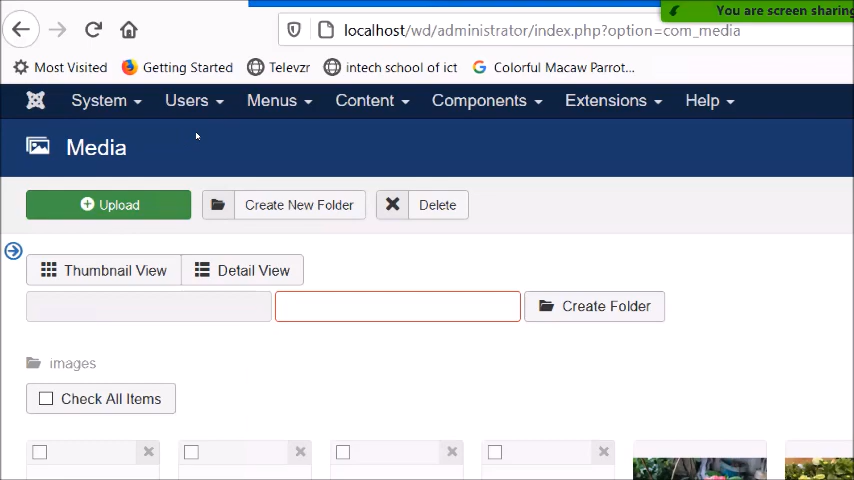 You are screen sharing
localhost/wd/administrator/index.php?option=com_media
Most Visited Getting Started Televzr intech school of ict Colorful Macaw Parrot...
System Users Menus Content Components Extensions Help
Media
Upload Create New Folder Delete
Thumbnail View Detail View
Create Folder
images
Check All Items